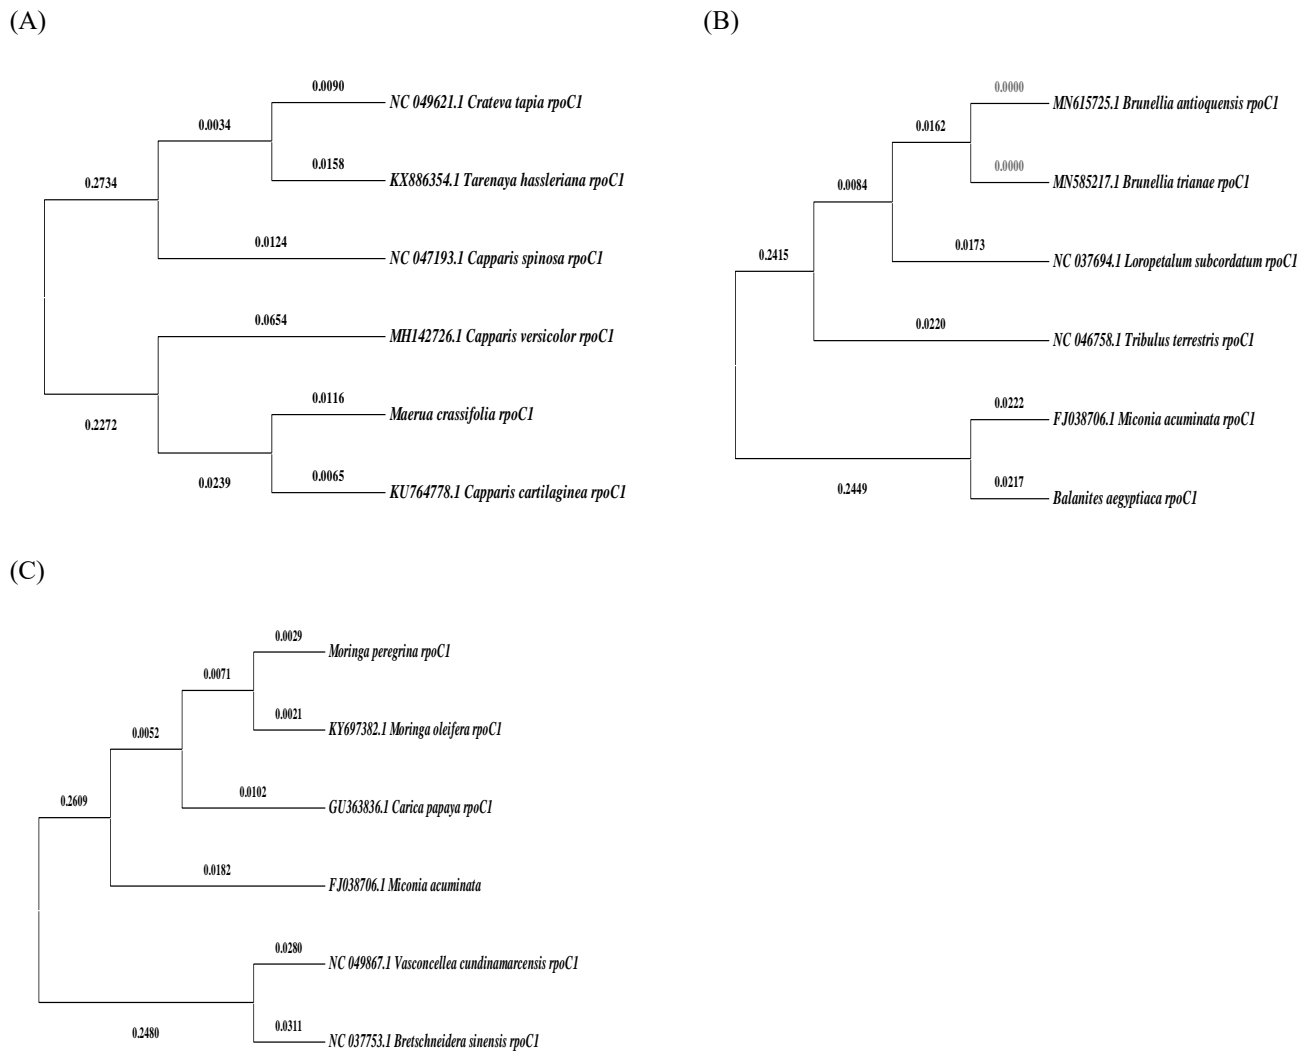 (A)
(B)
0.0090
NC 049621.1 Crateva tapia rpoC1
0.0034
0.0158
KX886354.1 Tarenaya hassleriana rpoC1
0.2734
0.0124
NC 047193.1 Capparis spinosa rpoC1
0.0654
MH142726.1 Capparis versicolor rpoC1
0.2272
0.0116
Maerua crassifolia rpoC1
0.0239
0.0065
KU764778.1 Capparis cartilaginea rpoC1
0.0000
MN615725.1 Brunellia antioquensis rpoC1
0.0162
0.0000
MN585217.1 Brunellia trianae rpoC1
0.0084
0.0173
NC 037694.1 Loropetalum subcordatum rpoC1
0.2415
0.0220
NC 046758.1 Tribulus terrestris rpoC1
0.0222
FJ038706.1 Miconia acuminata rpoC1
0.2449
0.0217
Balanites aegyptiaca rpoC1
(C)
0.0029
Moringa peregrina rpoC1
0.0071
0.0021
KY697382.1 Moringa oleifera rpoC1
0.0052
0.0102
GU363836.1 Carica papaya rpoC1
0.2609
0.0182
FJ038706.1 Miconia acuminata
0.0280
NC 049867.1 Vasconcellea cundinamarcensis rpoC1
0.2480
0.0311
NC 037753.1 Bretschneidera sinensis rpoC1